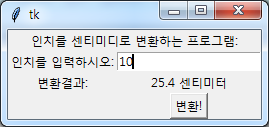 tk
인치를 센티미디로 변환하는 프로그램:
인치를 입력하시오: 10
변환결과: 25.4 센티미터
변환!